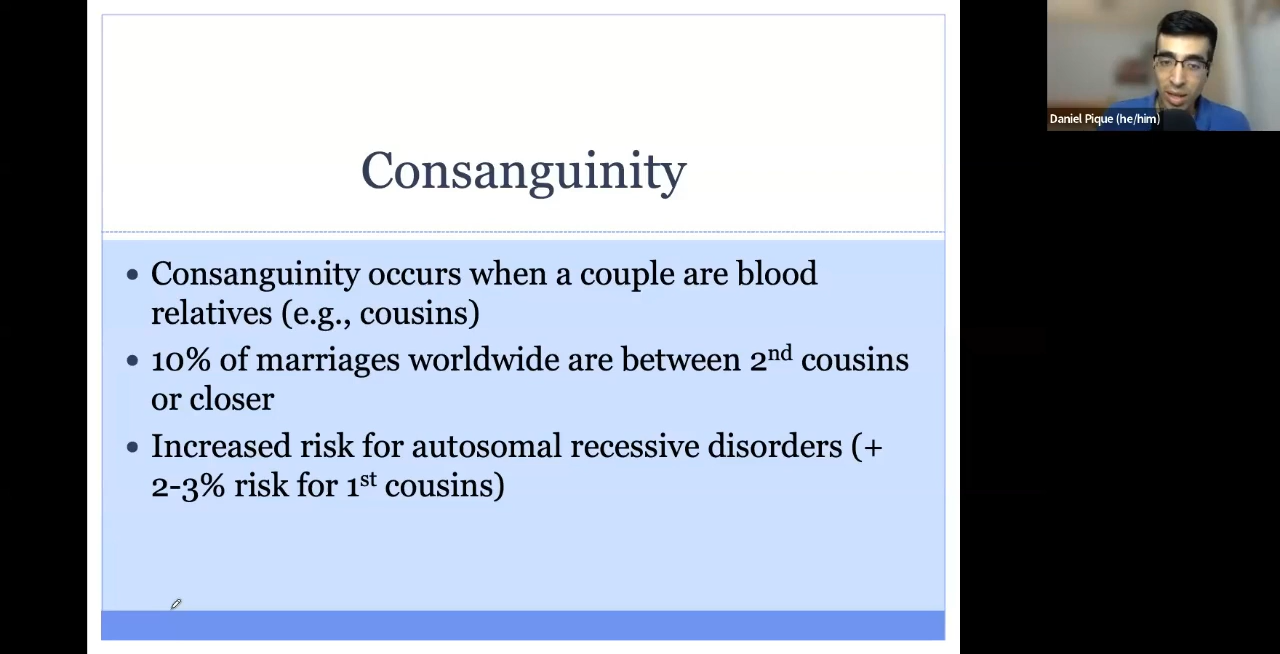 Consanguinity
• Consanguinity occurs when a couple are blood
relatives (e.g., cousins)
• 10% of marriages worldwide are between 2nd cousins
or closer
• Increased risk for autosomal recessive disorders (+
2-3% risk for 1st cousins)
Daniel Pique (he/him)